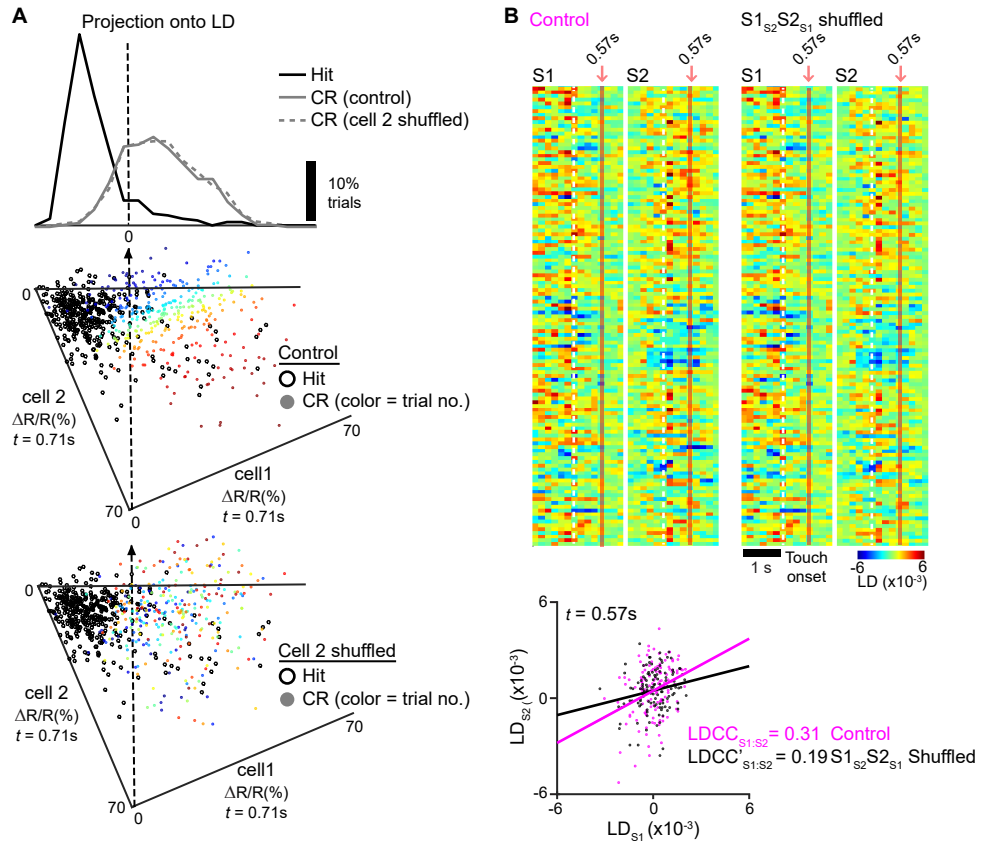 A
Projection onto LD
Hit
CR (control)
CR (cell 2 shuffled)
10%
trials
0
0
Control
Hit
CR (color = trial no.)
cell 2
ΔR/R(%)
t = 0.71s
70
cell1
ΔR/R(%)
t = 0.71s
70 0
0
Cell 2 shuffled
Hit
CR (color = trial no.)
cell 2
ΔR/R(%)
t = 0.71s
70
cell1
ΔR/R(%)
t = 0.71s
70 0
B
Control
S1S2S2S1 shuffled
0.57s 0.57s 0.57s 0.57s
S1 S2 S1 S2
1 s
Touch
onset
-6 6
LD (x10-3)
6
t = 0.57s
LDS2 ( (x10-3)
0
LDCCS1:S2 = 0.31 Control
LDCC'S1:S2 = 0.19 S1S2S2S1 Shuffled
-6
-6 0 6
LDS1 (x10-3)